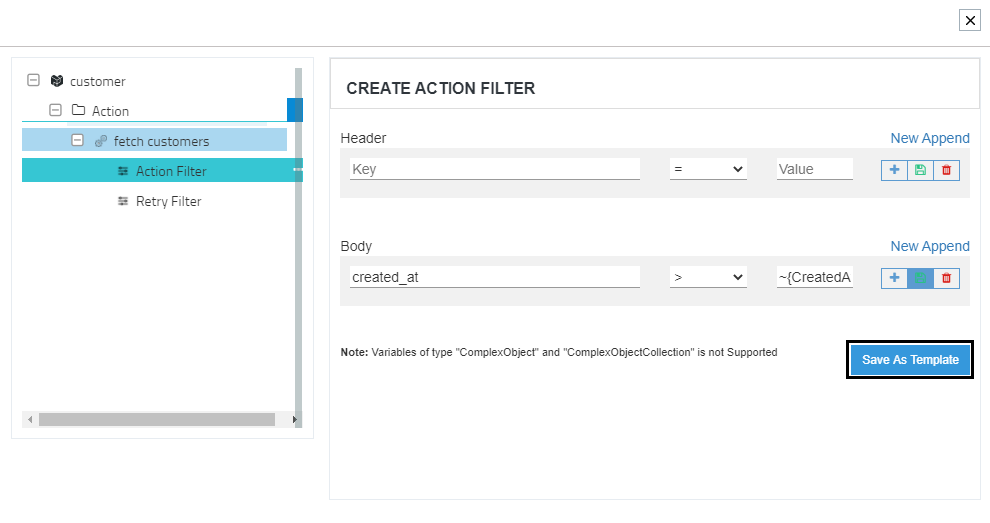 customer
Action
fetch customers
Action Filter
Retry Filter
CREATE ACTION FILTER
Header New Append
Key = Value
Body New Append
created_at > ~{CreatedA
Note: Variables of type "ComplexObject" and "ComplexObjectCollection" is not Supported
Save As Template